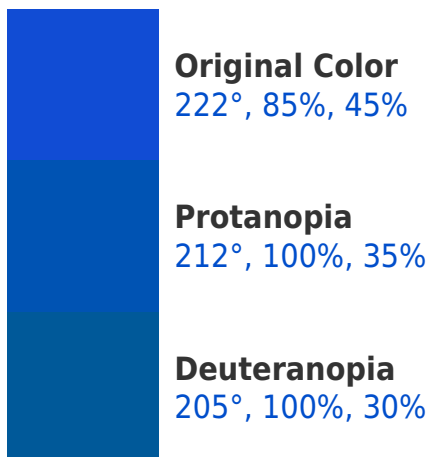 Original Color
222°, 85%, 45%
Protanopia
212°, 100%, 35%
Deuteranopia
205°, 100%, 30%